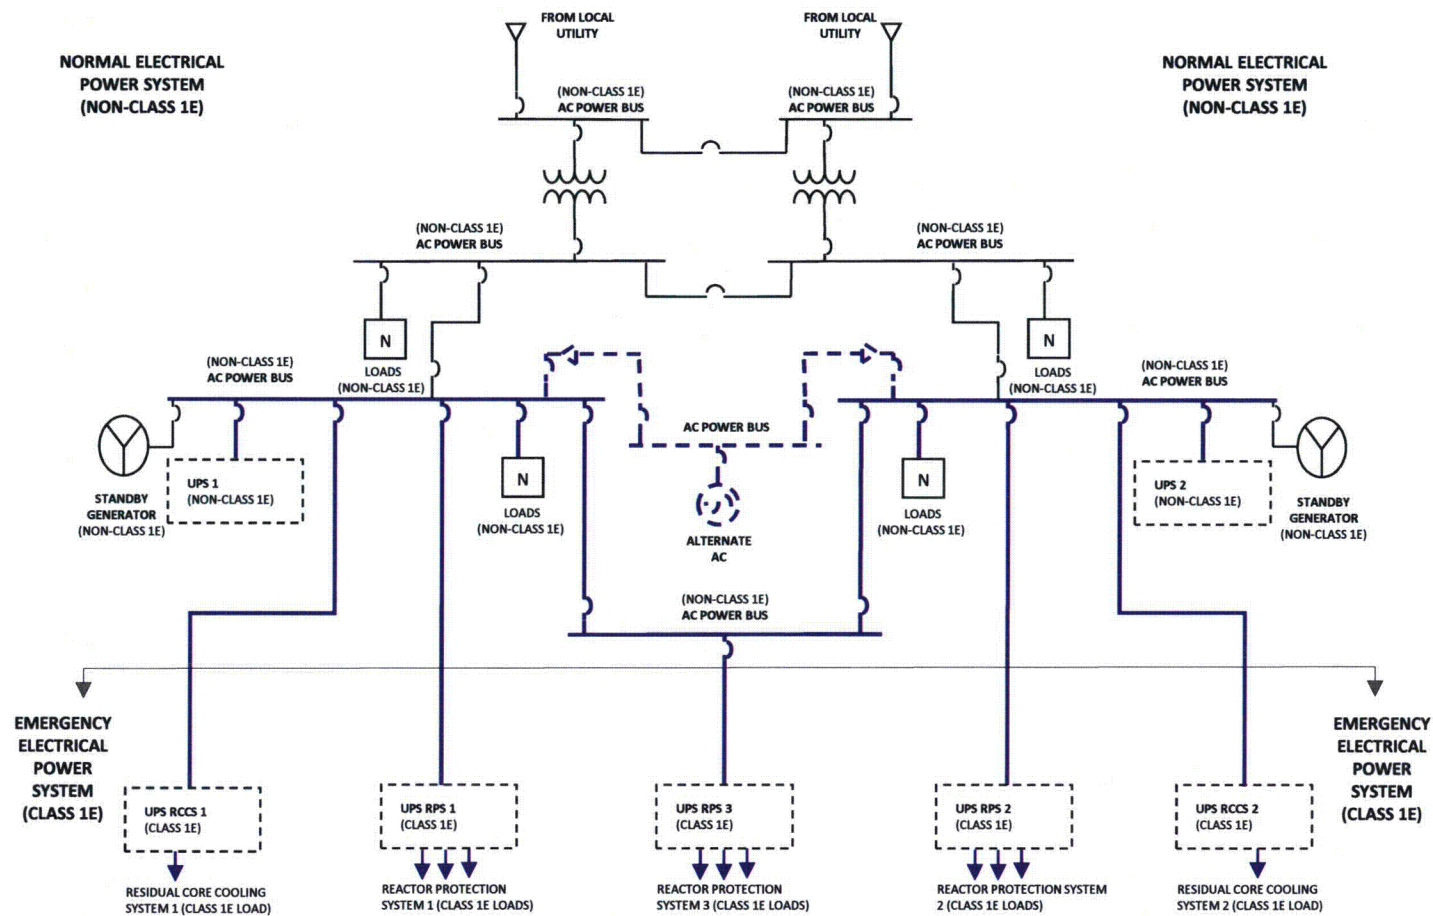 FROM LOCAL
UTILITY
FROM LOCAL
UTILITY
NORMAL ELECTRICAL
POWER SYSTEM
(NON-CLASS 1E)
NORMAL ELECTRICAL
POWER SYSTEM
(NON-CLASS 1E)
(NON-CLASS 1E)
AC POWER BUS
(NON-CLASS 1E)
AC POWER BUS
(NON-CLASS 1E)
AC POWER BUS
(NON-CLASS 1E)
AC POWER BUS
N
LOADS
(NON-CLASS 1E)
N
LOADS
(NON-CLASS 1E)
(NON-CLASS 1E)
AC POWER BUS
(NON-CLASS 1E)
AC POWER BUS
AC POWER BUS
STANDBY
GENERATOR
(NON-CLASS 1E)
UPS 1
(NON-CLASS 1E)
N
LOADS
(NON-CLASS 1E)
ALTERNATE
AC
N
LOADS
(NON-CLASS 1E)
UPS 2
(NON-CLASS 1E)
STANDBY
GENERATOR
(NON-CLASS 1E)
(NON-CLASS 1E)
AC POWER BUS
EMERGENCY
ELECTRICAL
POWER
SYSTEM
(CLASS 1E)
EMERGENCY
ELECTRICAL
POWER
SYSTEM
(CLASS 1E)
UPS RCCS 1
(CLASS 1E)
UPS RPS 1
(CLASS 1E)
UPS RPS 3
(CLASS 1E)
UPS RPS 2
(CLASS 1E)
UPS RCCS 2
(CLASS 1E)
RESIDUAL CORE COOLING
SYSTEM 1 (CLASS 1E LOAD)
REACTOR PROTECTION
SYSTEM 1 (CLASS 1E LOADS)
REACTOR PROTECTION
SYSTEM 3 (CLASS 1E LOADS)
REACTOR PROTECTION SYSTEM
2 (CLASS 1E LOADS)
RESIDUAL CORE COOLING
SYSTEM 2 (CLASS 1E LOAD)